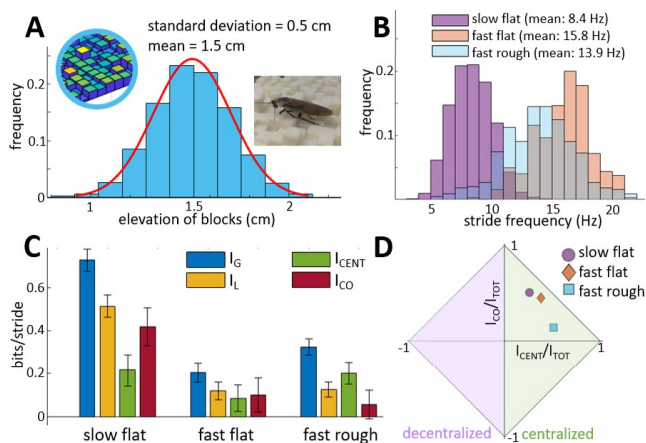 A
standard deviation = 0.5 cm
mean = 1.5 cm
frequency
0.2
0.1
0
1
1.5
2
elevation of blocks (cm)
B
slow flat (mean: 8.4 Hz)
fast flat (mean: 15.8 Hz)
fast rough (mean: 13.9 Hz)
frequency
0.2
0.1
5
10
15
20
stride frequency (Hz)
C
I_G
I_CENT
I_L
I_CO
bits/stride
0.6
0.4
0.2
0
slow flat
fast flat
fast rough
D
slow flat
fast flat
fast rough
1
I_CO/I_TOT
-1
I_CENT/I_TOT
1
-1
decentralized
centralized